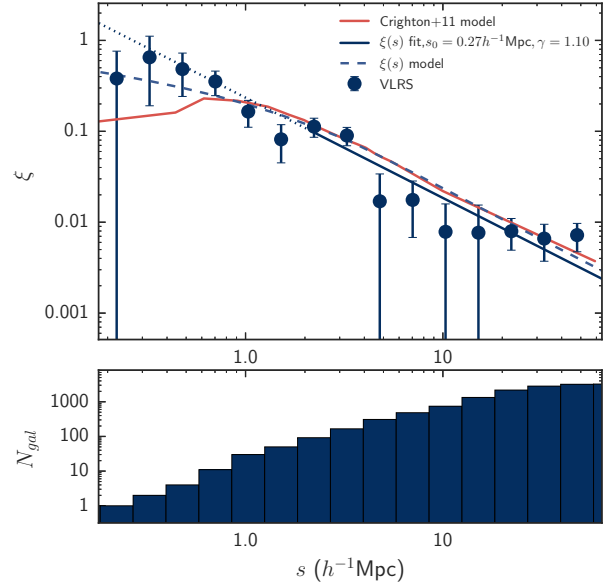 Crighton+11 model
ξ(s) fit,s₀ = 0.27h⁻¹Mpc, γ = 1.10
ξ(s) model
VLRS
1
0.1
0.01
0.001
ξ
1.0
10
1000
100
10
1
N_gal
1.0
10
s (h⁻¹Mpc)